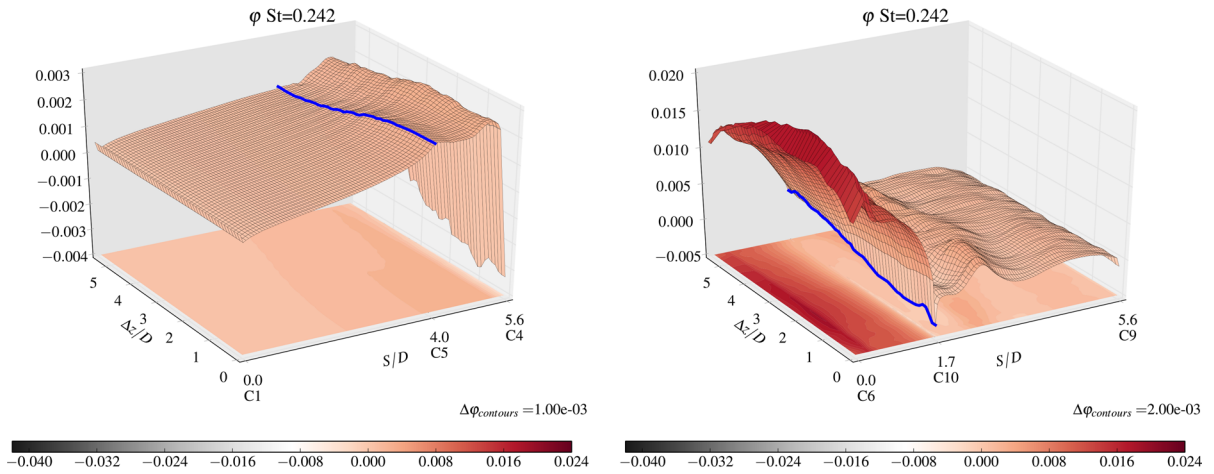 φ St=0.242
0.003
0.002
0.001
0.000
−0.001
−0.002
−0.003
−0.004
5
4
3
2
1
0
Δz/D
0.0
C1
4.0
C5
5.6
C4
S/D
Δφcontours =1.00e-03
−0.040 −0.032 −0.024 −0.016 −0.008 0.000 0.008 0.016 0.024
φ St=0.242
0.020
0.015
0.010
0.005
0.000
−0.005
5
4
3
2
1
0
Δz/D
0.0
C6
1.7
C10
5.6
C9
S/D
Δφcontours =2.00e-03
−0.040 −0.032 −0.024 −0.016 −0.008 0.000 0.008 0.016 0.024